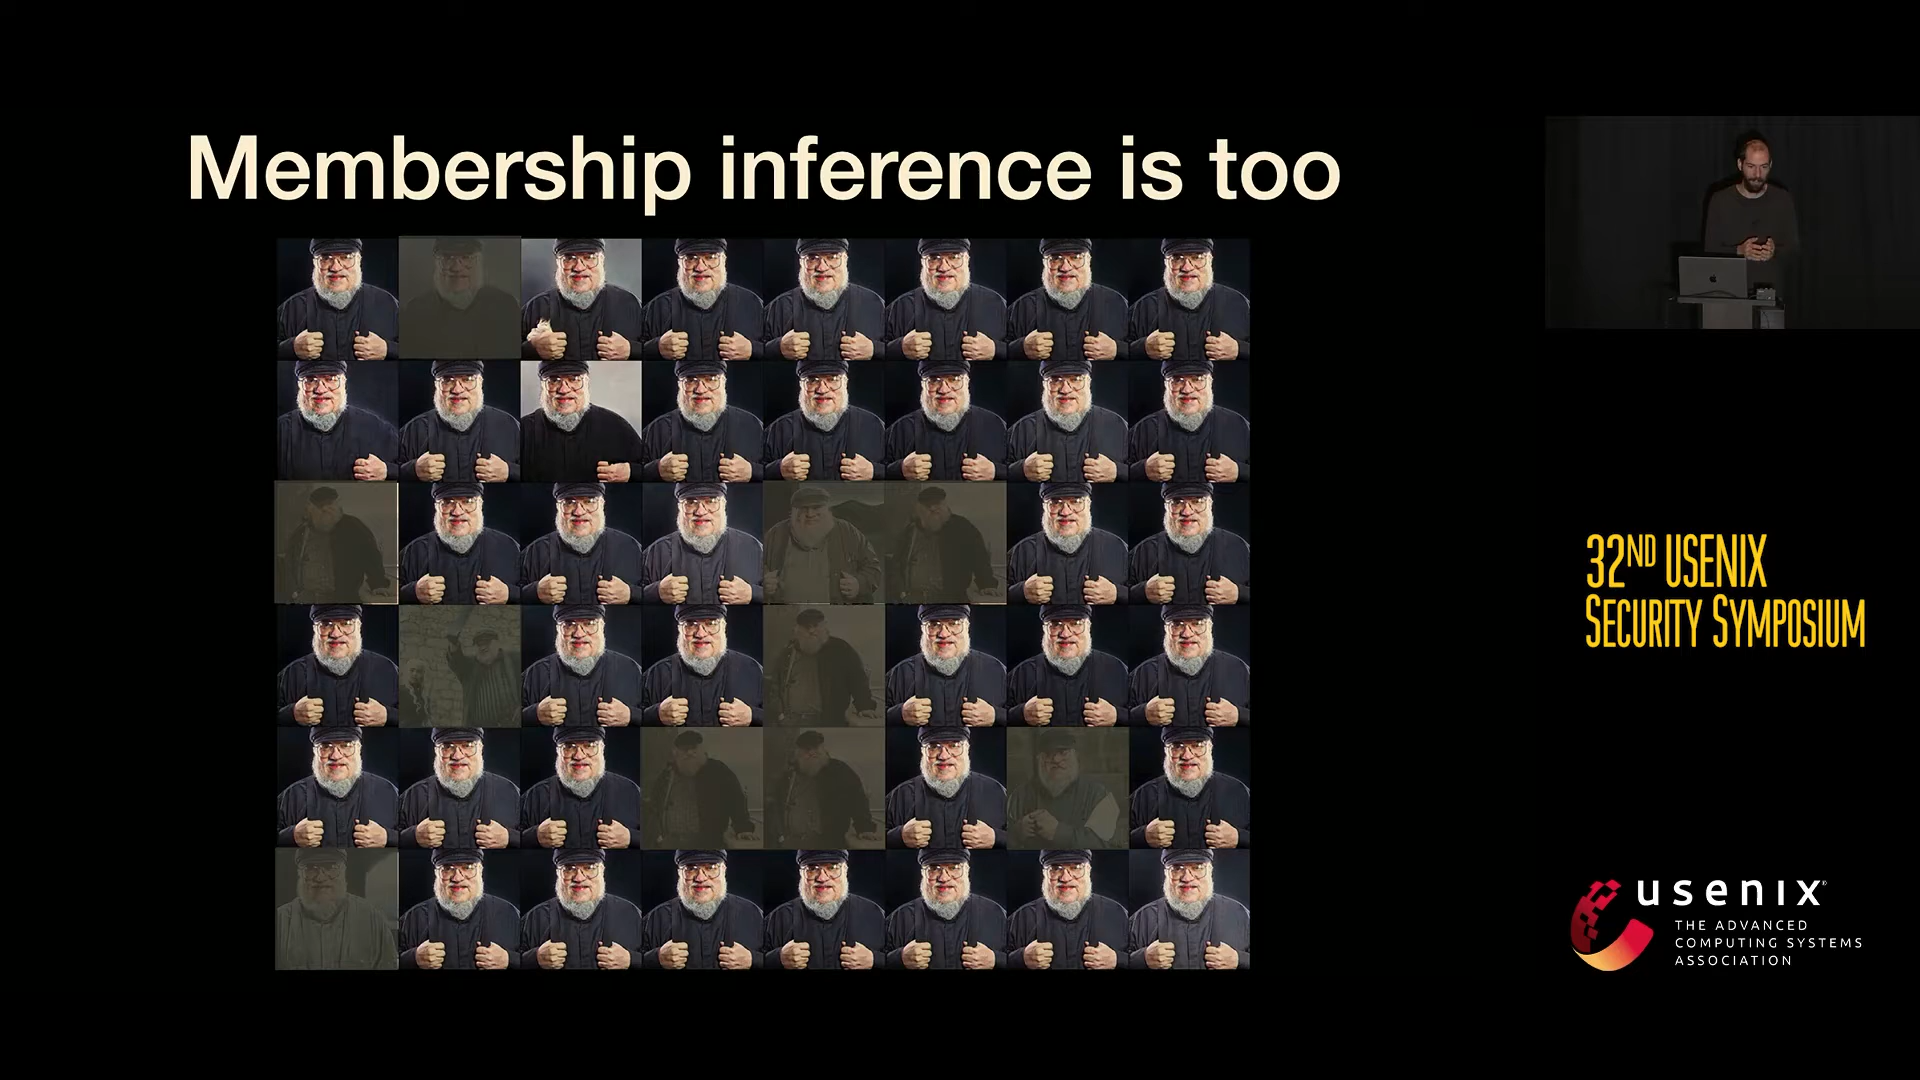 Membership inference is too
32ND USENIX
SECURITY SYMPOSIUM
usenix
THE ADVANCED
COMPUTING SYSTEMS
ASSOCIATION